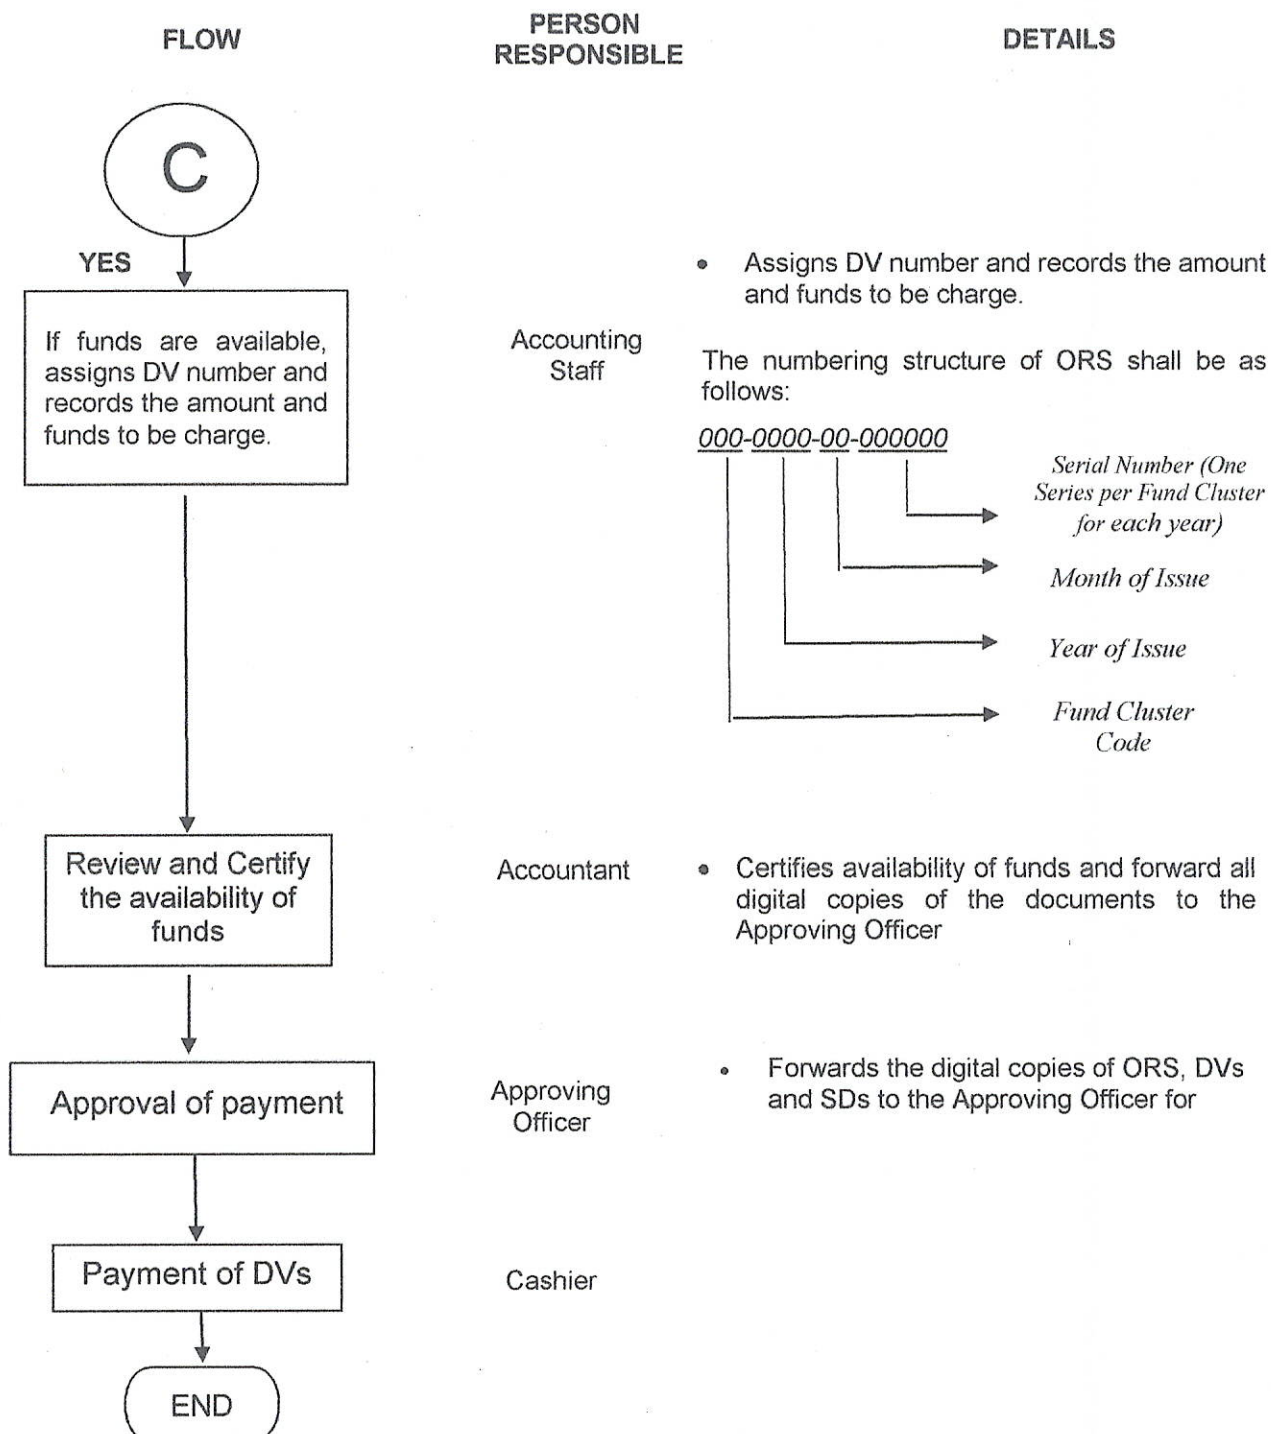 FLOW
PERSON
RESPONSIBLE
DETAILS
C
YES
If funds are available,
assigns DV number and
records the amount and
funds to be charge.
Accounting
Staff
• Assigns DV number and records the amount
and funds to be charge.
The numbering structure of ORS shall be as
follows:
000-0000-00-000000
Serial Number (One
Series per Fund Cluster
for each year)
Month of Issue
Year of Issue
Fund Cluster
Code
Review and Certify
the availability of
funds
Accountant
• Certifies availability of funds and forward all
digital copies of the documents to the
Approving Officer
Approval of payment
Approving
Officer
• Forwards the digital copies of ORS, DVs
and SDs to the Approving Officer for
Payment of DVs
Cashier
END